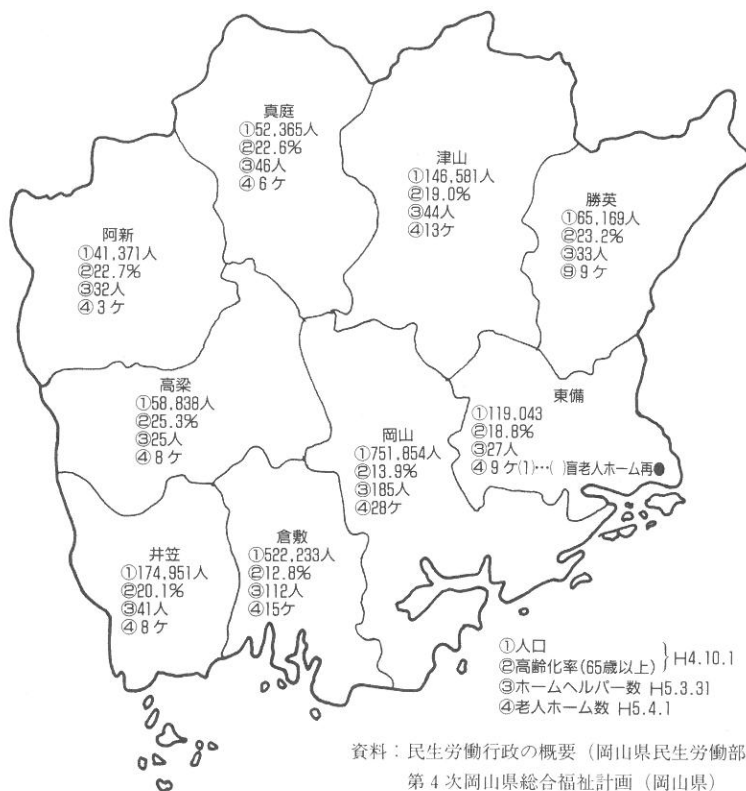 真庭
①52,365人
②22.6%
③46人
④6ケ
津山
①146,581人
②19.0%
③44人
④13ケ
勝英
①65,169人
②23.2%
③33人
⑨9ケ
阿新
①41,371人
②22.7%
③32人
④3ケ
高梁
①58,838人
②25.3%
③25人
④8ケ
岡山
①751,854人
②13.9%
③185人
④28ケ
東備
①119,043
②18.8%
③27人
④9ケ(1)…( )盲老人ホーム再●
井笠
①174,951人
②20.1%
③41人
④8ケ
倉敷
①522,233人
②12.8%
③112人
④15ケ
①人口
②高齢化率(65歳以上) }H4.10.1
③ホームヘルパー数 H5.3.31
④老人ホーム数 H5.4.1
資料:民生労働行政の概要(岡山県民生労働部
第4次岡山県総合福祉計画(岡山県)